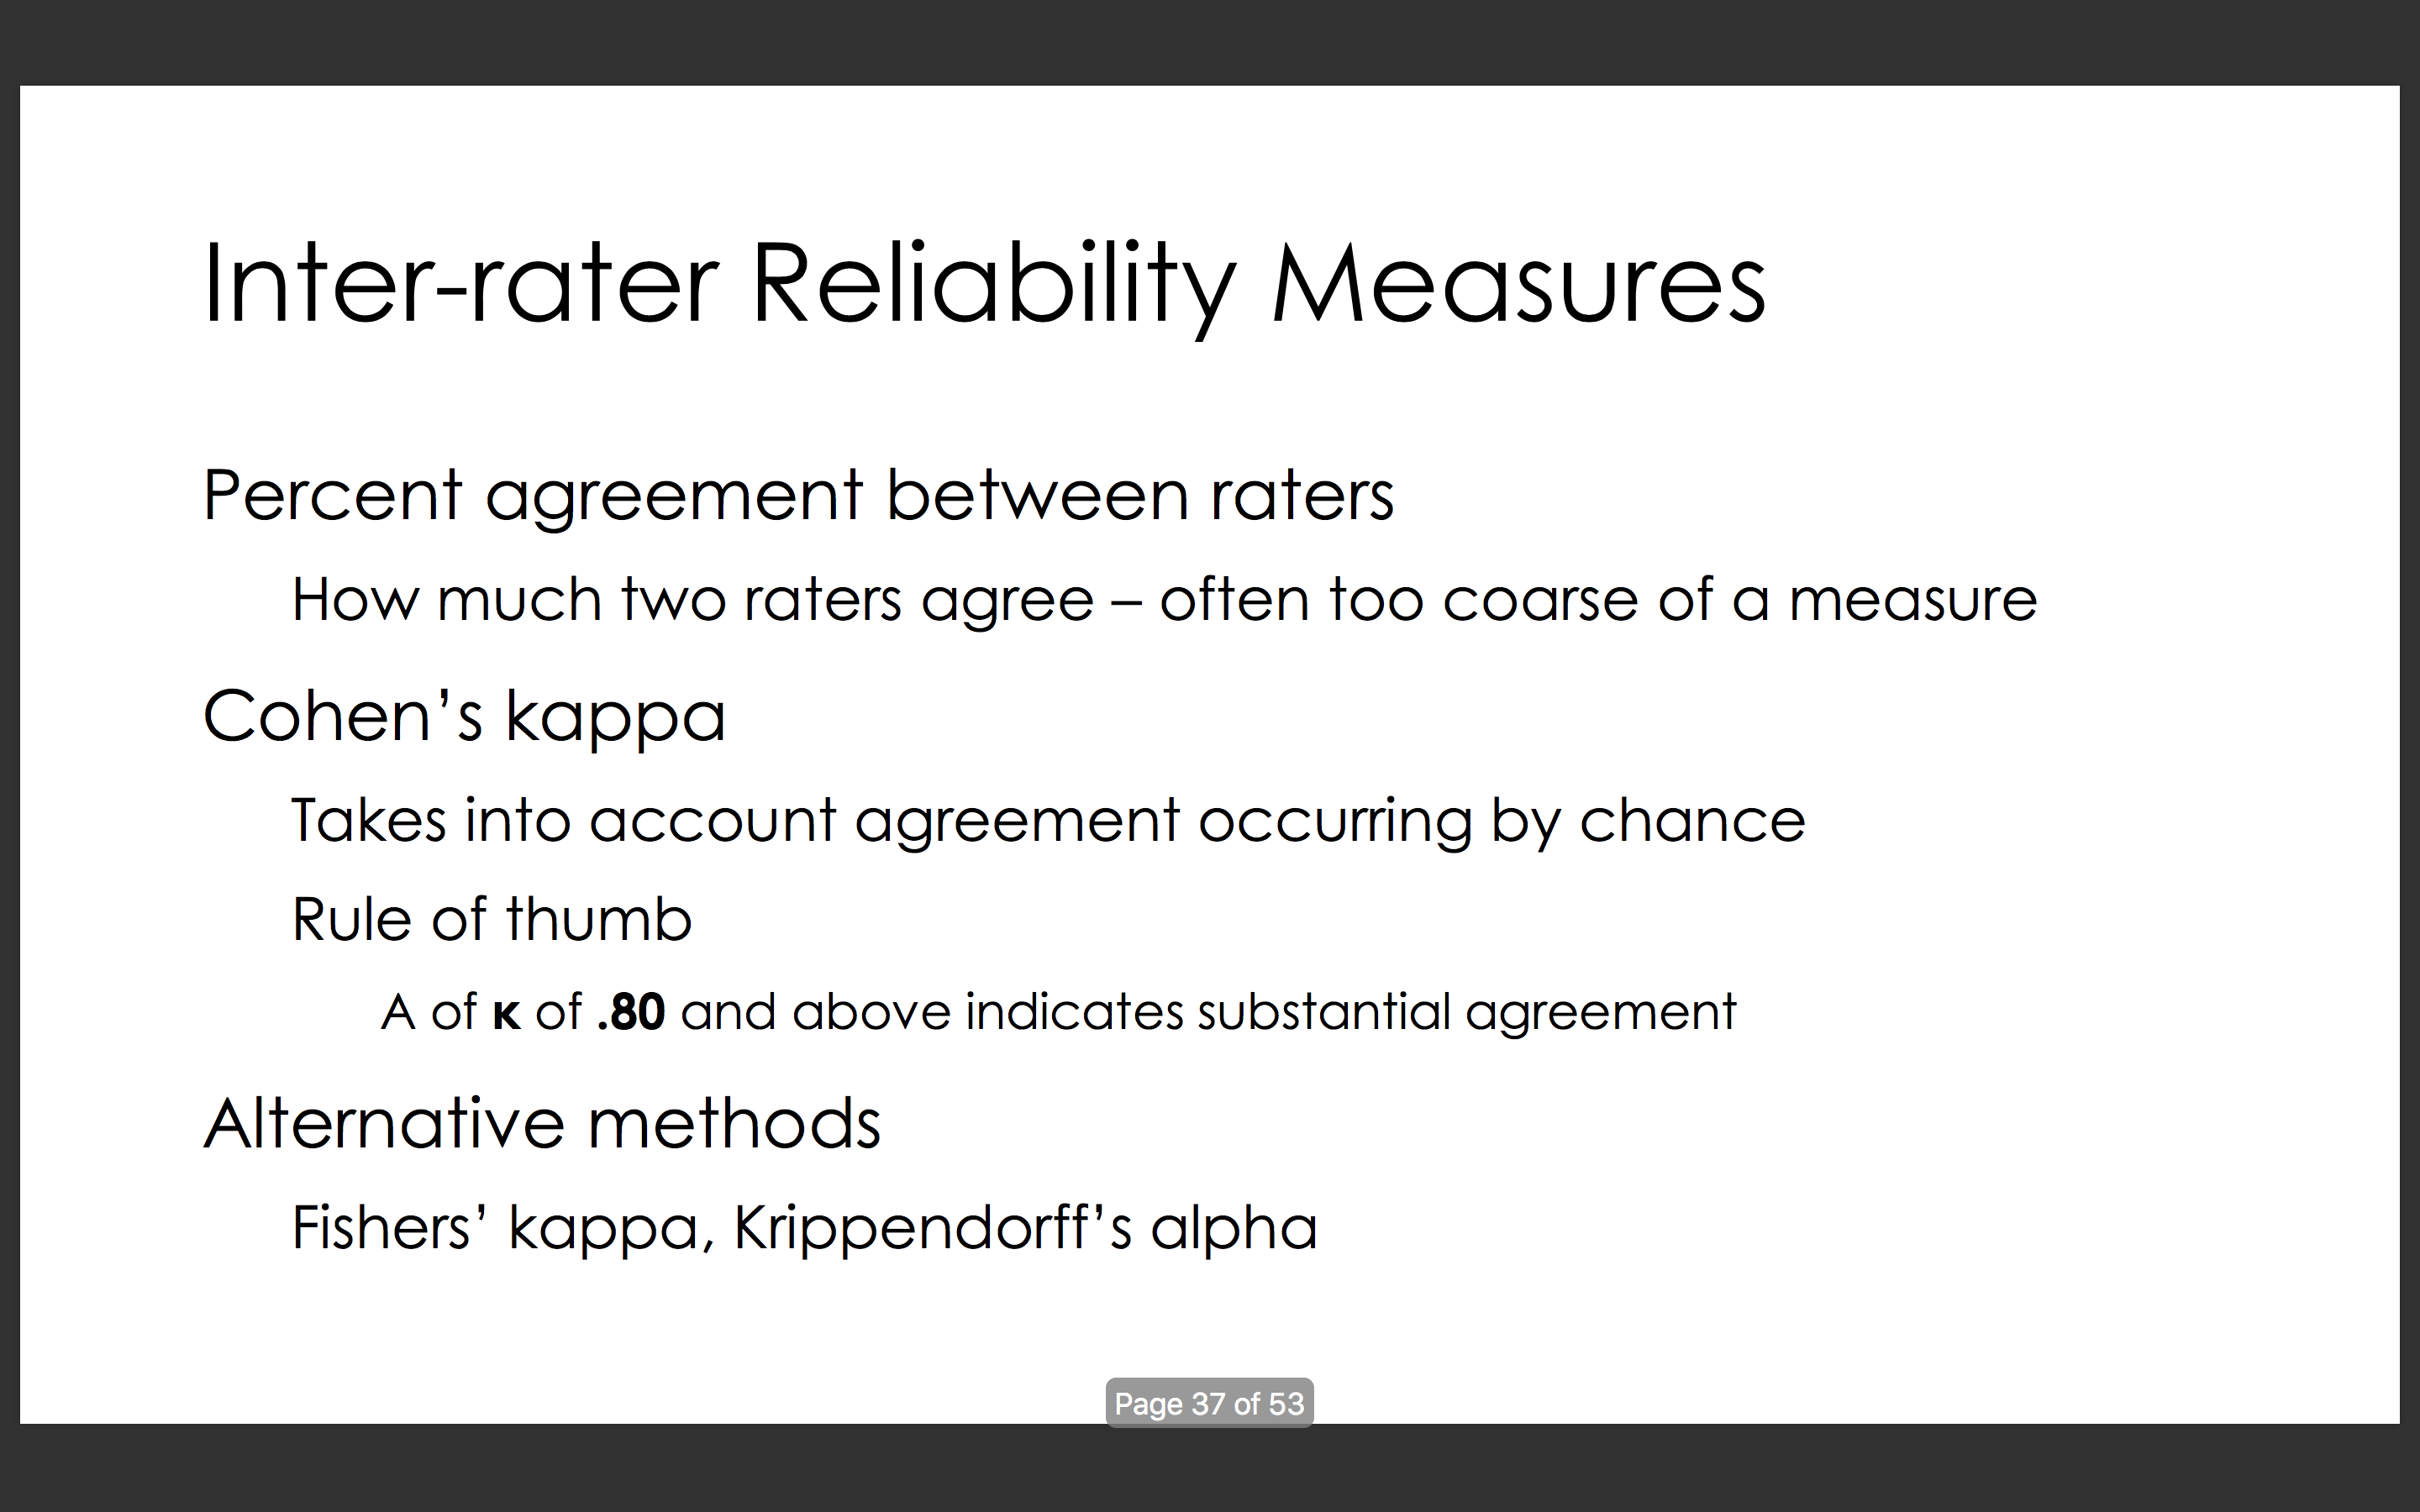 Inter-rater Reliability Measures
Percent agreement between raters
How much two raters agree – often too coarse of a measure
Cohen’s kappa
Takes into account agreement occurring by chance
Rule of thumb
A of κ of .80 and above indicates substantial agreement
Alternative methods
Fishers’ kappa, Krippendorff’s alpha
Page 37 of 53